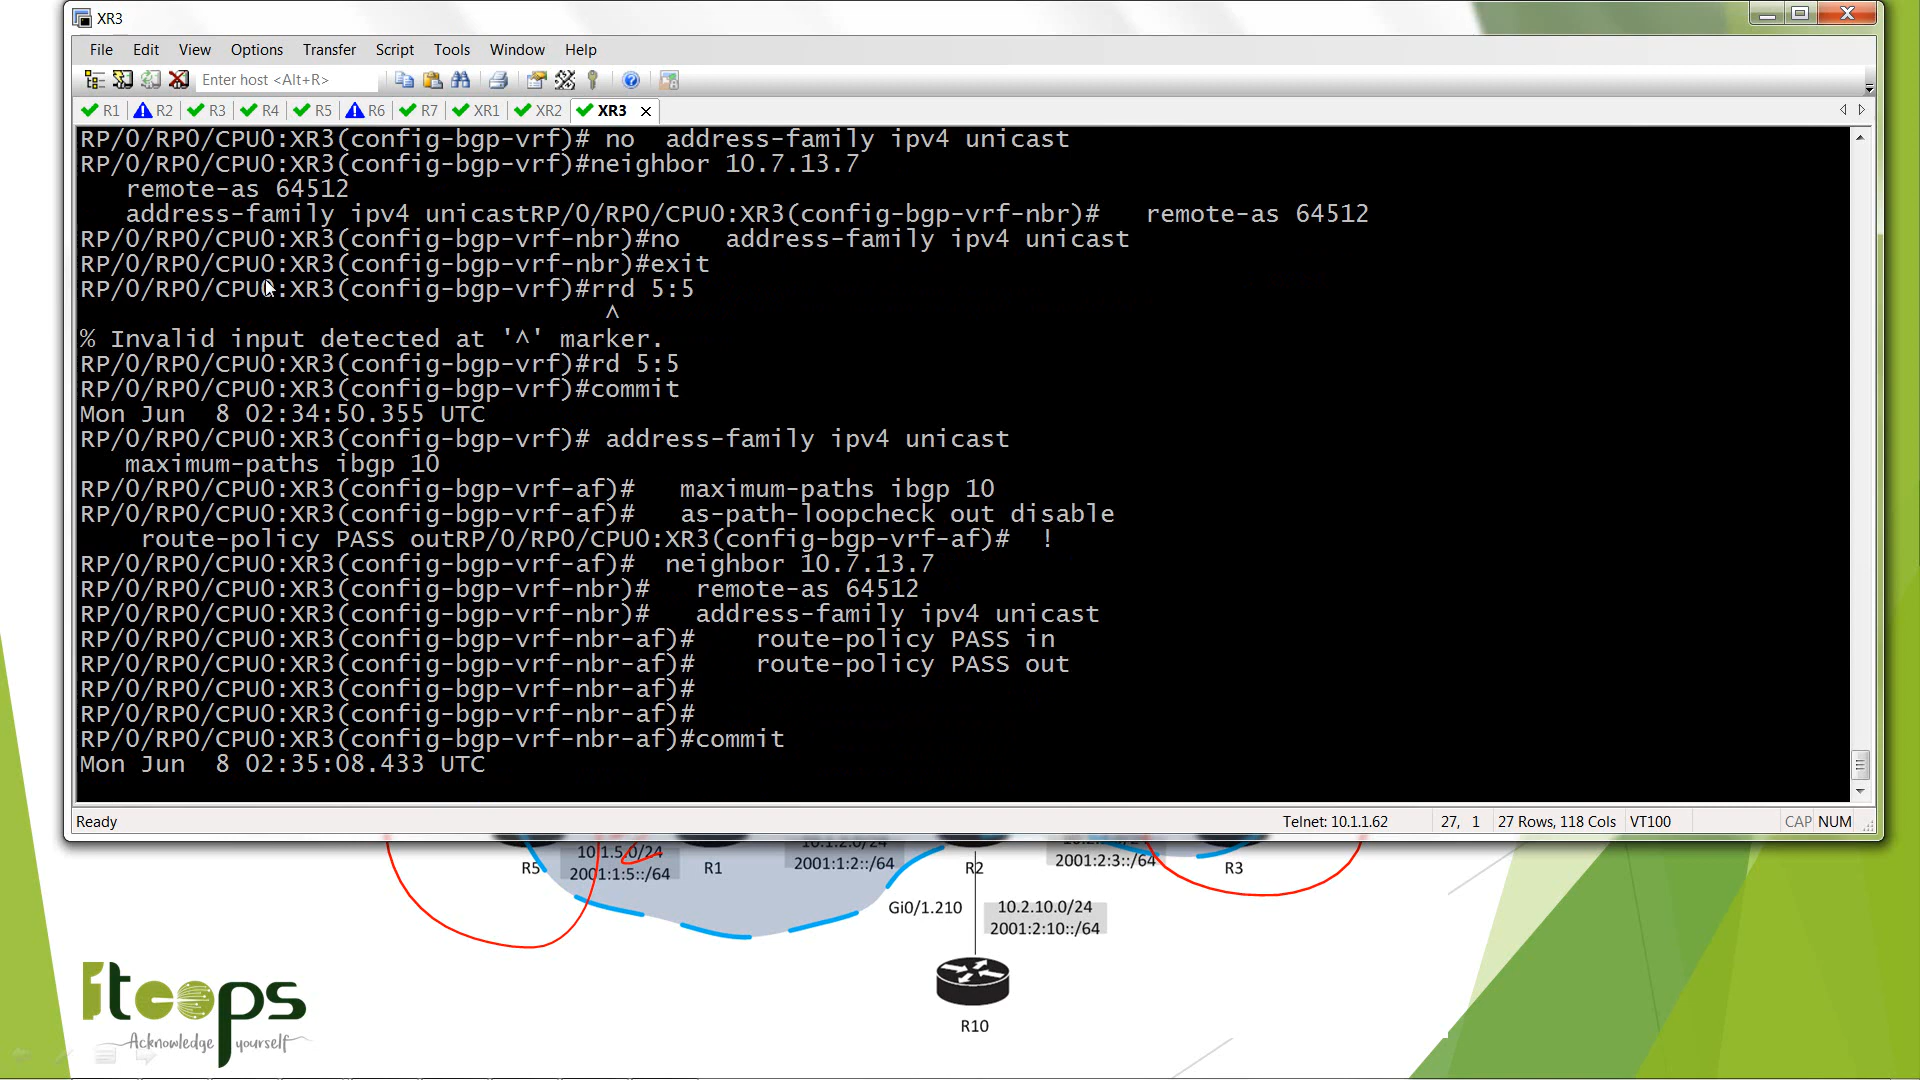 XR3
File Edit View Options Transfer Script Tools Window Help
Enter host <Alt+R>
R1 R2 R3 R4 R5 R6 R7 XR1 XR2 XR3
RP/0/RP0/CPU0:XR3(config-bgp-vrf)# no  address-family ipv4 unicast
RP/0/RP0/CPU0:XR3(config-bgp-vrf)#neighbor 10.7.13.7
   remote-as 64512
   address-family ipv4 unicastRP/0/RP0/CPU0:XR3(config-bgp-vrf-nbr)#   remote-as 64512
RP/0/RP0/CPU0:XR3(config-bgp-vrf-nbr)#no   address-family ipv4 unicast
RP/0/RP0/CPU0:XR3(config-bgp-vrf-nbr)#exit
RP/0/RP0/CPU0:XR3(config-bgp-vrf)#rrd 5:5
^
% Invalid input detected at '^' marker.
RP/0/RP0/CPU0:XR3(config-bgp-vrf)#rd 5:5
RP/0/RP0/CPU0:XR3(config-bgp-vrf)#commit
Mon Jun  8 02:34:50.355 UTC
RP/0/RP0/CPU0:XR3(config-bgp-vrf)# address-family ipv4 unicast
   maximum-paths ibgp 10
RP/0/RP0/CPU0:XR3(config-bgp-vrf-af)#   maximum-paths ibgp 10
RP/0/RP0/CPU0:XR3(config-bgp-vrf-af)#   as-path-loopcheck out disable
    route-policy PASS outRP/0/RP0/CPU0:XR3(config-bgp-vrf-af)#  !
RP/0/RP0/CPU0:XR3(config-bgp-vrf-af)#  neighbor 10.7.13.7
RP/0/RP0/CPU0:XR3(config-bgp-vrf-nbr)#   remote-as 64512
RP/0/RP0/CPU0:XR3(config-bgp-vrf-nbr)#   address-family ipv4 unicast
RP/0/RP0/CPU0:XR3(config-bgp-vrf-nbr-af)#    route-policy PASS in
RP/0/RP0/CPU0:XR3(config-bgp-vrf-nbr-af)#    route-policy PASS out
RP/0/RP0/CPU0:XR3(config-bgp-vrf-nbr-af)#
RP/0/RP0/CPU0:XR3(config-bgp-vrf-nbr-af)#
RP/0/RP0/CPU0:XR3(config-bgp-vrf-nbr-af)#commit
Mon Jun  8 02:35:08.433 UTC
Ready Telnet: 10.1.1.62 27, 1 27 Rows, 118 Cols VT100 CAP NUM
10.1.5.0/24
2001:1:5::/64
2001:1:2::/64
2001:2:3::/64
R5 R1 R2 R3
Gi0/1.210
10.2.10.0/24
2001:2:10::/64
R10
itoops
Acknowledge yourself